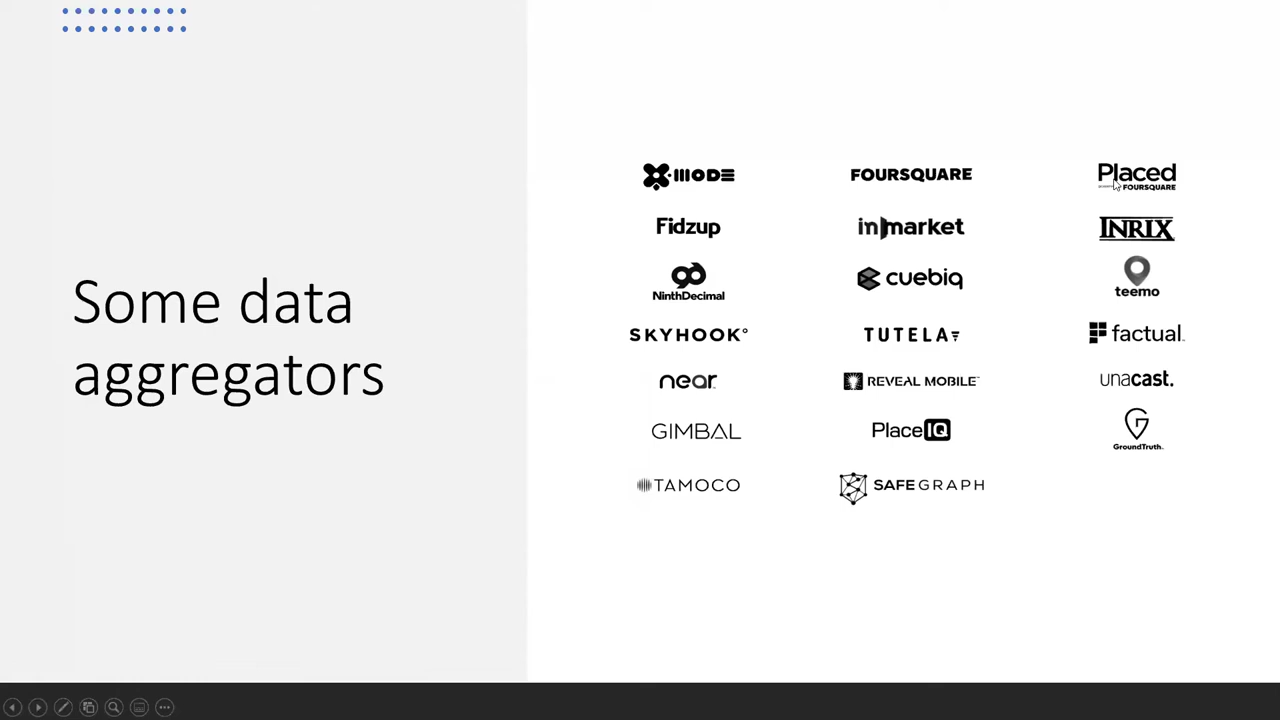 Some data
aggregators
X-MODE
FOURSQUARE
Placed
FOURSQUARE
Fidzup
inmarket
INRIX
NinthDecimal
cuebiq
teemo
SKYHOOK
TUTELA
factual
near
REVEAL MOBILE
unacast.
GIMBAL
PlaceIQ
GroundTruth
TAMOCO
SAFEGRAPH